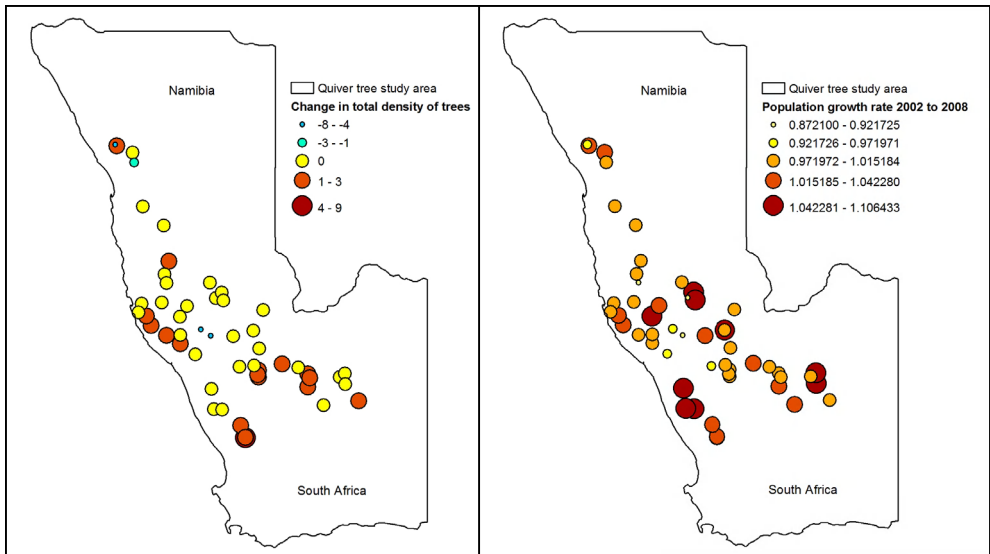 Namibia
Quiver tree study area
Change in total density of trees
-8 - -4
-3 - -1
0
1 - 3
4 - 9
South Africa
Namibia
Quiver tree study area
Population growth rate 2002 to 2008
0.872100 - 0.921725
0.921726 - 0.971971
0.971972 - 1.015184
1.015185 - 1.042280
1.042281 - 1.106433
South Africa